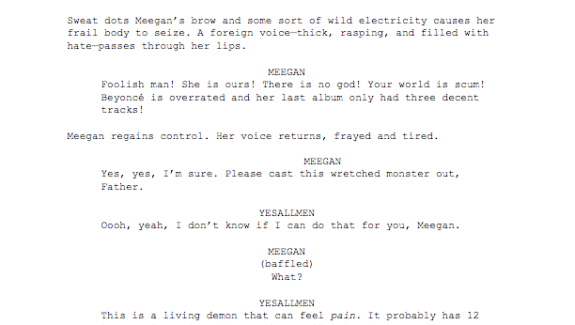 Sweat dots Meegan’s brow and some sort of wild electricity causes her
frail body to seize. A foreign voice—thick, rasping, and filled with
hate—passes through her lips.
MEEGAN
Foolish man! She is ours! There is no god! Your world is scum!
Beyoncé is overrated and her last album only had three decent
tracks!
Meegan regains control. Her voice returns, frayed and tired.
MEEGAN
Yes, yes, I’m sure. Please cast this wretched monster out,
Father.
YESALLMEN
Oooh, yeah, I don’t know if I can do that for you, Meegan.
MEEGAN
(baffled)
What?
YESALLMEN
This is a living demon that can feel pain. It probably has 12